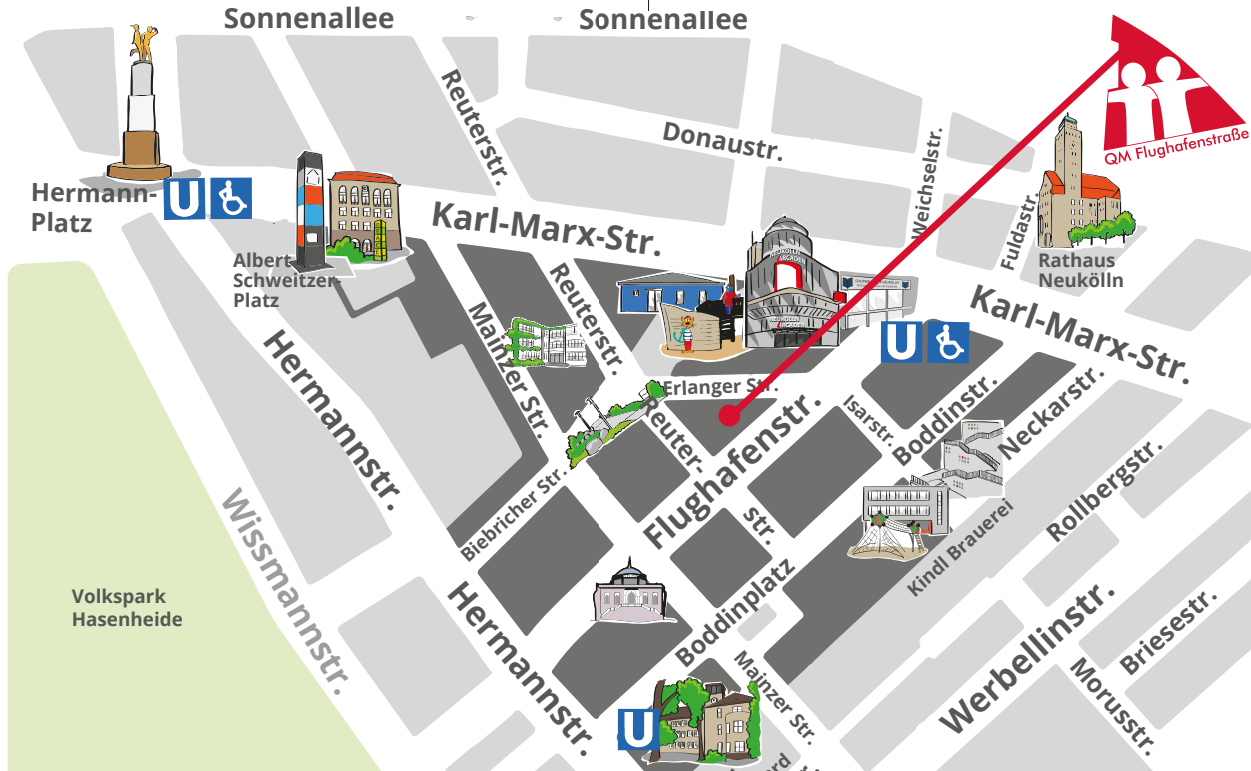 Sonnenallee
Sonnenallee
Reuterstr.
Donaustr.
Weichselstr.
Fuldastr.
QM Flughafenstraße
Hermann-
Platz
U
Karl-Marx-Str.
Albert-
Schweitzer-
Platz
Rathaus
Neukölln
ARCADEN
Karl-Marx-Str.
U
Reuterstr.
Mainzer Str.
Hermannstr.
Erlanger Str.
Reuter-
str.
Flughafenstr.
Isarstr.
Boddinstr.
Neckarstr.
Rollbergstr.
Biebricher Str.
Kindl Brauerei
Wissmannstr.
Volkspark
Hasenheide
Hermannstr.
Boddinplatz
Mainzer Str.
Werbellinstr.
Briesestr.
Morusstr.
U